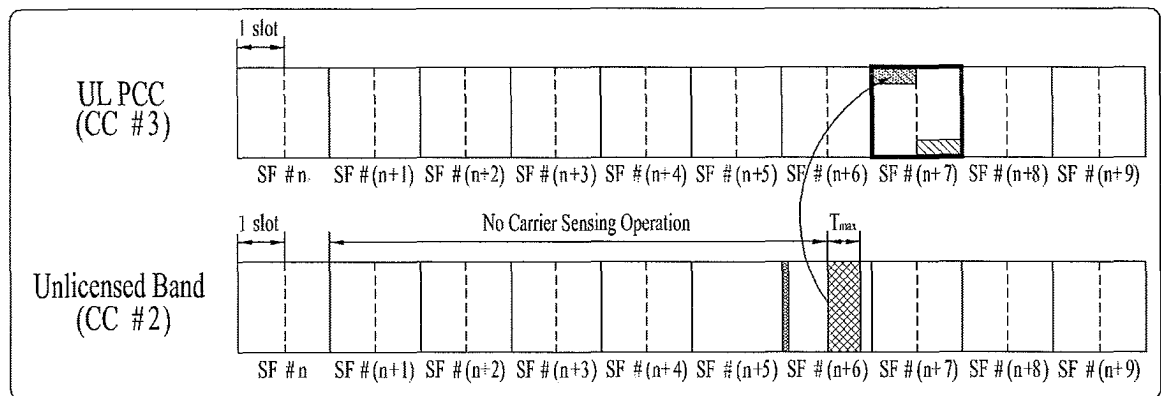 1 slot
UL PCC
(CC #3)
SF #n SF #(n+1) SF #(n+2) SF #(n+3) SF #(n+4) SF #(n+5) SF #(n+6) SF #(n+7) SF #(n+8) SF #(n+9)
1 slot
No Carrier Sensing Operation
Tmax
Unlicensed Band
(CC #2)
SF #n SF #(n+1) SF #(n+2) SF #(n+3) SF #(n+4) SF #(n+5) SF #(n+6) SF #(n+7) SF #(n+8) SF #(n+9)